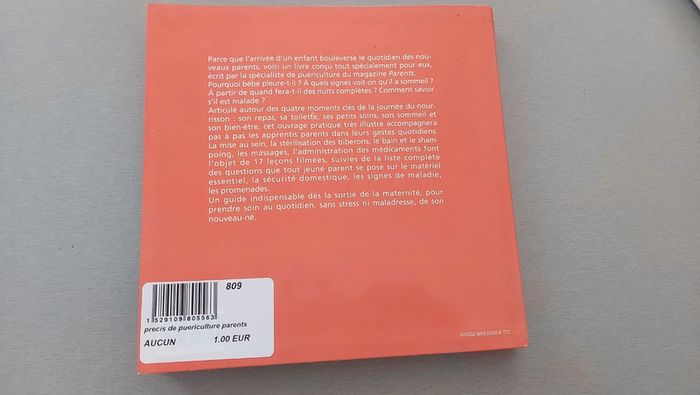 Parce que l'arrivée d'un enfant bouleverse le quotidien des nou-
veaux parents, voici un livre conçu tout spécialement pour eux,
écrit par la spécialiste de puériculture du magazine Parents.
Pourquoi bébé pleure-t-il ? À quels signes voit-on qu'il a sommeil ?
À partir de quand fera-t-il des nuits complètes ? Comment savoir
s'il est malade ?
Articulé autour des quatre moments clés de la journée du nour-
risson : son repas, sa toilette, ses petits soins, son sommeil et
son bien-être, cet ouvrage pratique très illustré accompagnera
pas à pas les apprentis parents dans leurs gestes quotidiens.
La mise au sein, la stérilisation des biberons, le bain et le sham-
poing, les massages, l'administration des médicaments font
l'objet de 17 leçons filmées, suivies de la liste complète
des questions que tout jeune parent se pose sur le matériel
essentiel, la sécurité domestique, les signes de maladie,
les promenades.
Un guide indispensable dès la sortie de la maternité, pour
prendre soin au quotidien, sans stress ni maladresse, de son
nouveau-né.
809
1529109805563
precis de puericulture parents
AUCUN 1.00 EUR
TTC